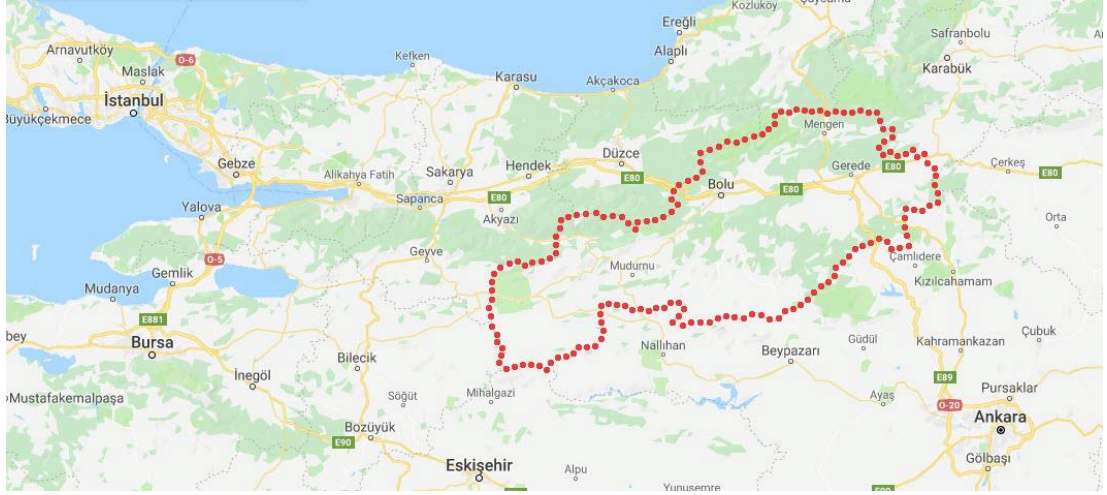 Kozluköy
Çaycuma
Ereğli
Safranbolu
Arnavutköy
O-6
Kefken
Alaplı
Karabük
Maslak
Karasu
Akçakoca
İstanbul
Büyükçekmece
Mengen
Gebze
Düzce
Hendek
Gerede
E80
Çerkeş
E80
Alikahya Fatih
Sakarya
E80
Bolu
E80
E80
Sapanca
Yalova
Akyazı
Orta
Geyve
Çamlıdere
O-5
Mudurnu
Gemlik
Kızılcahamam
Mudanya
E881
Çubuk
Bursa
Nallıhan
Güdül
Kahramankazan
Bilecik
Beypazarı
İnegöl
E89
Mihalgazi
Pursaklar
Mustafakemalpaşa
Söğüt
Ayaş
O-20
Ankara
Bozüyük
E90
Gölbaşı
Eskişehir
Alpu
Yunusemre
E90